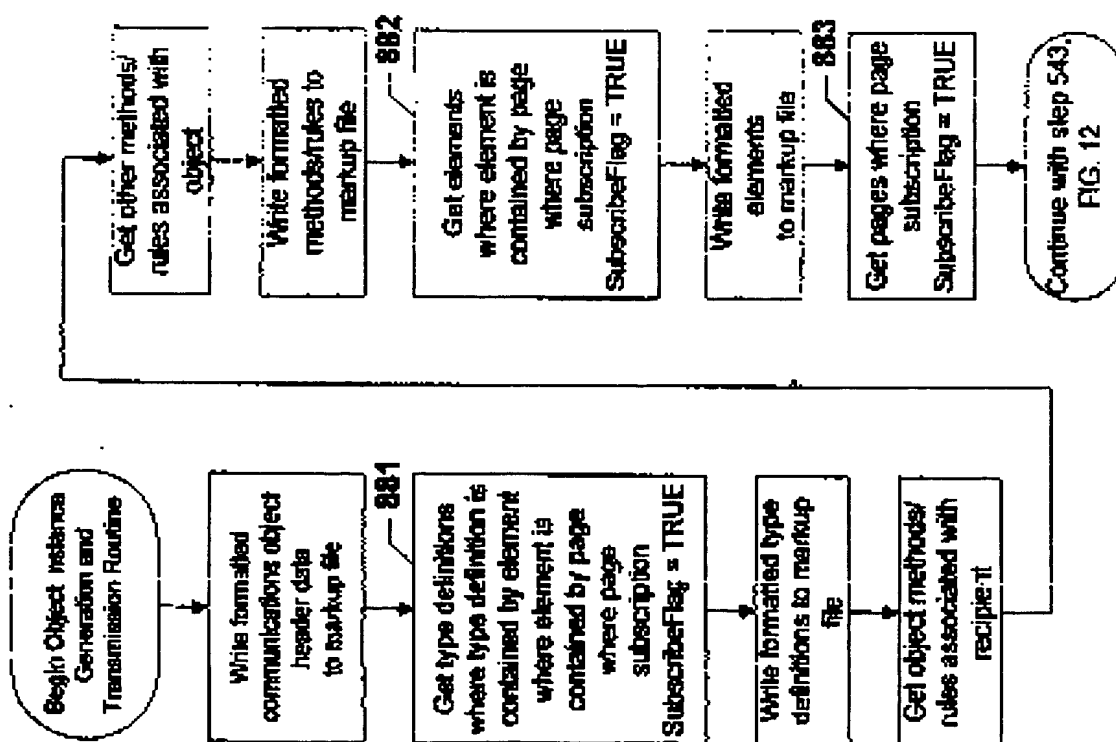 Begin Object Instance
Generation and
Transmission Routine
Write formatted
communications object
header data
to markup file
881
Get type definitions
where type definition is
contained by element
where element is
contained by page
where page
subscription
SubscribeFlag = TRUE
Write formatted type
definitions to markup
file
Get object methods/
rules associated with
recipient
Get other methods/
rules associated with
object
Write formatted
methods/rules to
markup file
882
Get elements
where element is
contained by page
where page
subscription
SubscribeFlag = TRUE
Write formatted
elements
to markup file
883
Get pages where page
subscription
SubscribeFlag = TRUE
Continue with step 543,
FIG. 12